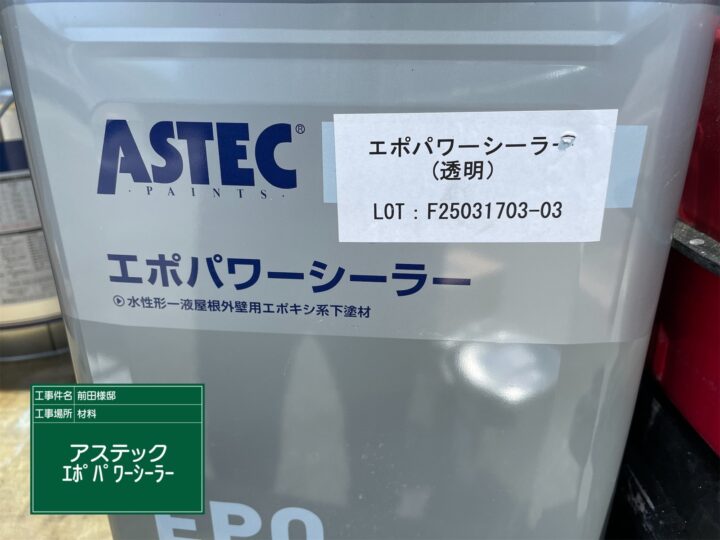 ASTEC®
・PAINTS・
エポパワーシーラー
(透明)
LOT：F25031703-03
エポパワーシーラー
水性形一液屋根外壁用エポキシ系下塗材
工事件名 前田様邸
工事場所 材料
アステック
ｴﾎﾟﾊﾟﾜｰｼｰﾗｰ
EPO